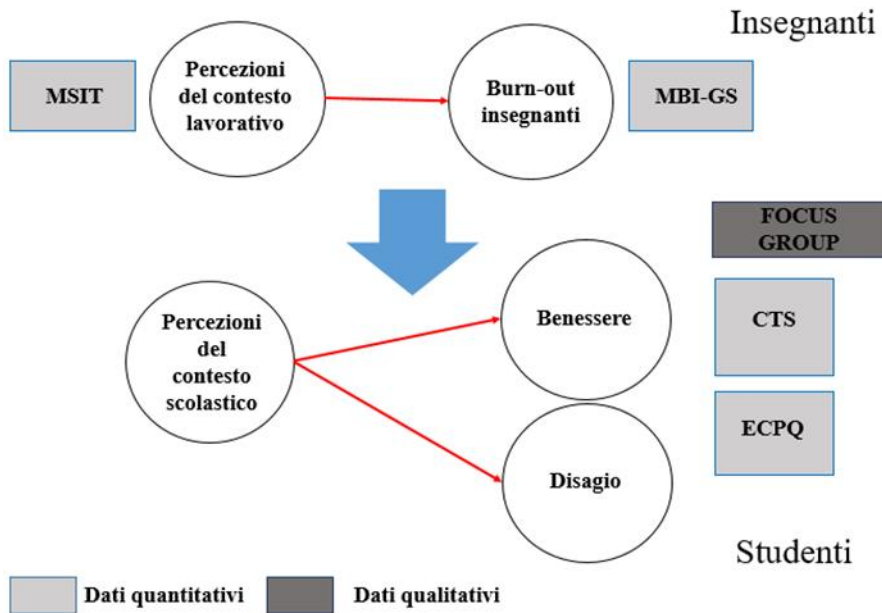 Insegnanti
MSIT
Percezioni
del contesto
lavorativo
Burn-out
insegnanti
MBI-GS
FOCUS
GROUP
Percezioni
del
contesto
scolastico
Benessere
CTS
ECPQ
Disagio
Studenti
Dati quantitativi
Dati qualitativi